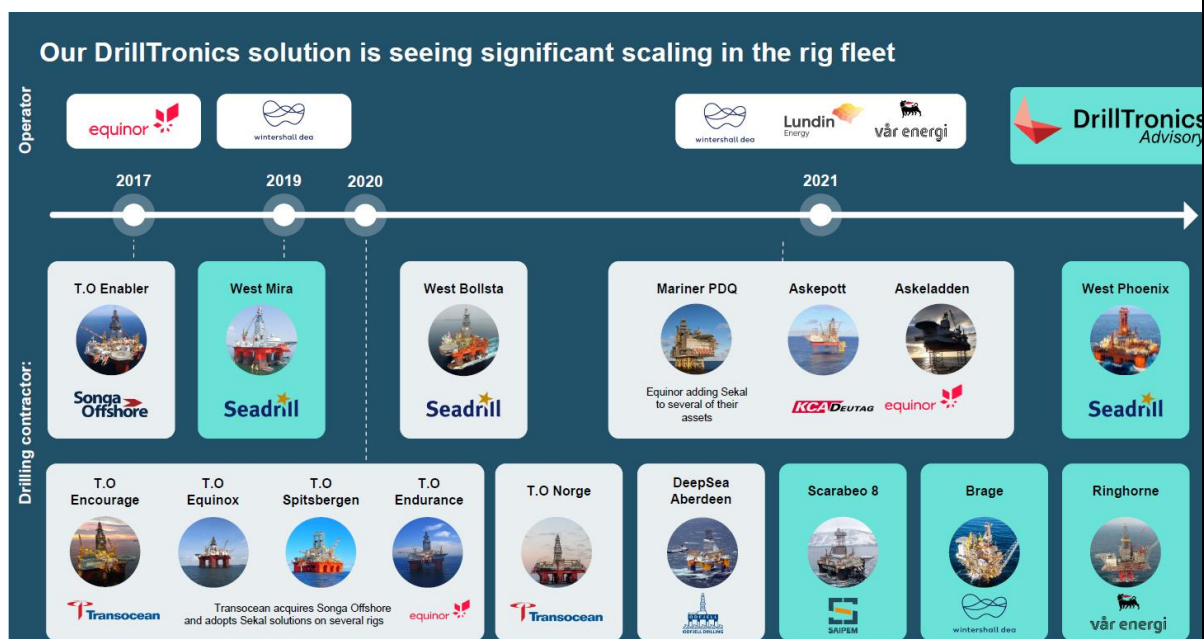 Our DrillTronics solution is seeing significant scaling in the rig fleet
Operator
equinor
wintershall dea
wintershall dea
Lundin
Energy
vår energi
DrillTronics
Advisory
2017
2019
2020
2021
Drilling contractor:
T.O Enabler
Songa
Offshore
West Mira
Seadrill
West Bollsta
Seadrill
Mariner PDQ
Equinor adding Sekal
to several of their
assets
Askepott
KCA DEUTAG
Askeladden
equinor
West Phoenix
Seadrill
T.O
Encourage
T.O
Equinox
T.O
Spitsbergen
T.O
Endurance
Transocean
Transocean acquires Songa Offshore
and adopts Sekal solutions on several rigs
equinor
T.O Norge
Transocean
DeepSea
Aberdeen
ODFJELL DRILLING
Scarabeo 8
SAIPEM
Brage
wintershall dea
Ringhorne
vår energi